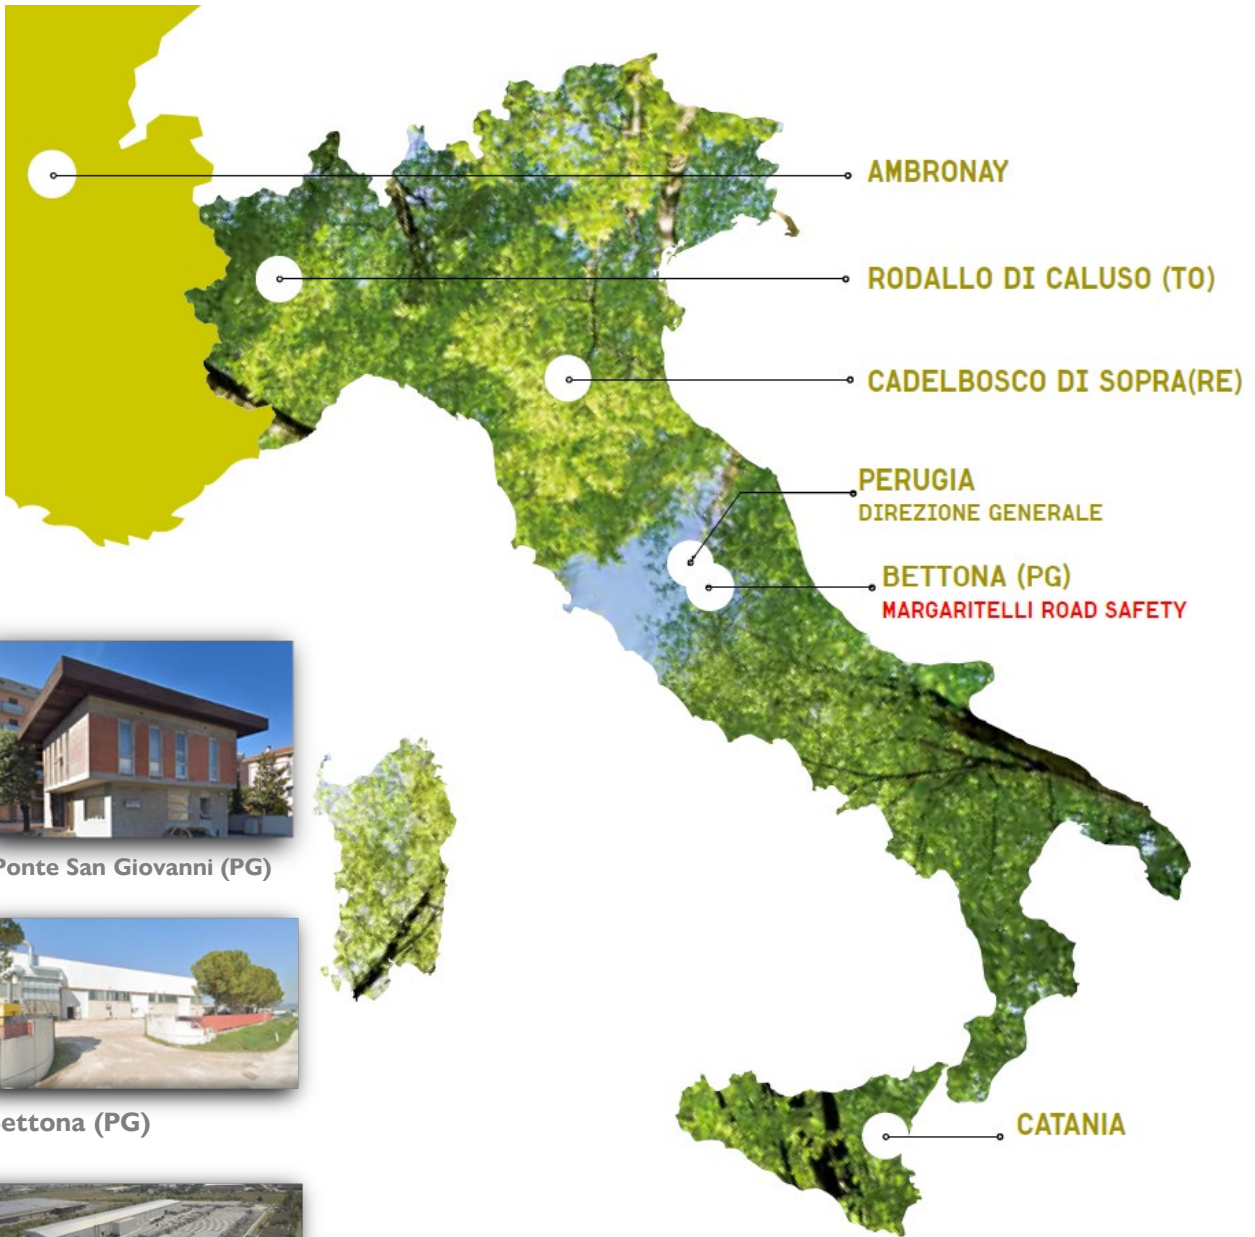 AMBRONAY
RODALLO DI CALUSO (TO)
CADELBOSCO DI SOPRA(RE)
PERUGIA
DIREZIONE GENERALE
BETTONA (PG)
MARGARITELLI ROAD SAFETY
Ponte San Giovanni (PG)
ettona (PG)
CATANIA